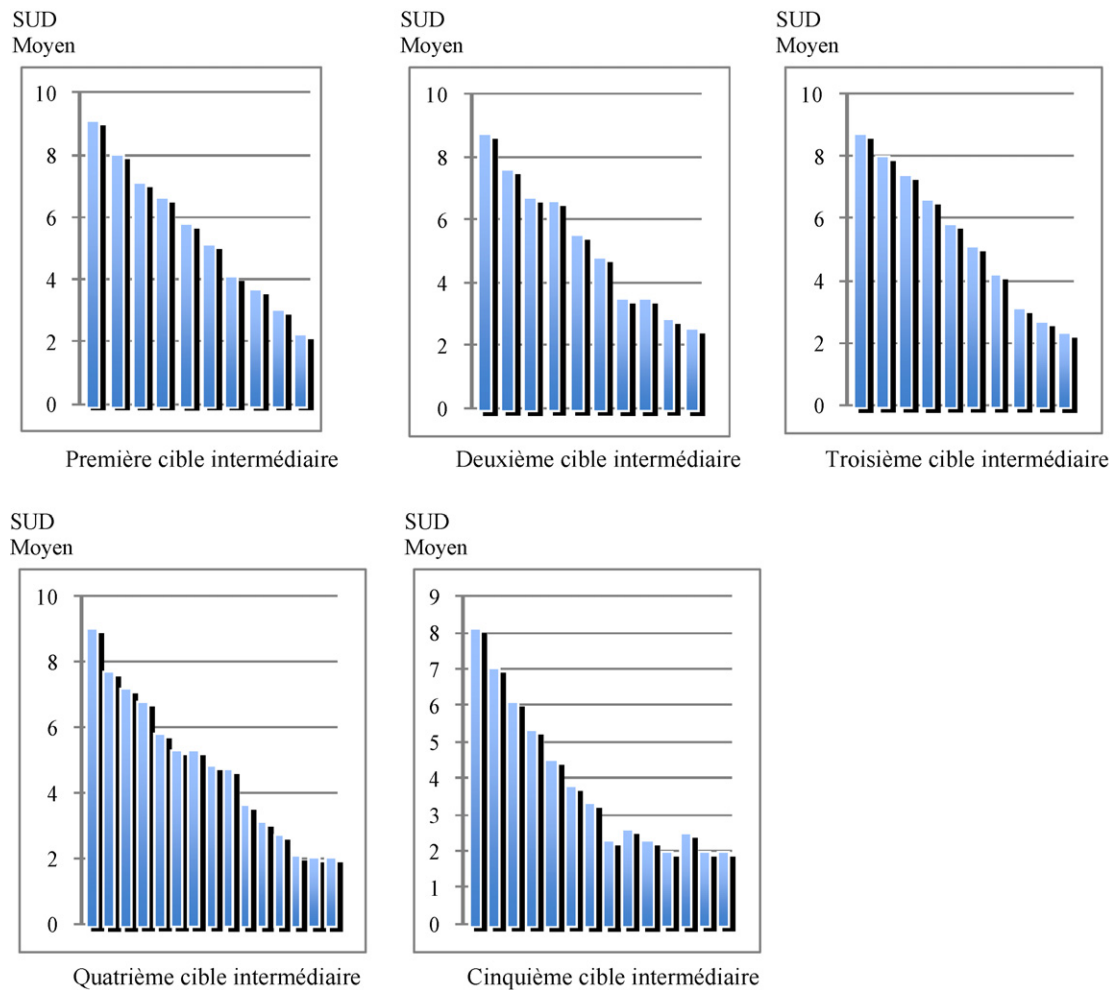 SUD
Moyen
10
8
6
4
2
0
Première cible intermédiaire
SUD
Moyen
10
8
6
4
2
0
Deuxième cible intermédiaire
SUD
Moyen
10
8
6
4
2
0
Troisième cible intermédiaire
SUD
Moyen
10
8
6
4
2
0
Quatrième cible intermédiaire
SUD
Moyen
9
8
7
6
5
4
3
2
1
0
Cinquième cible intermédiaire